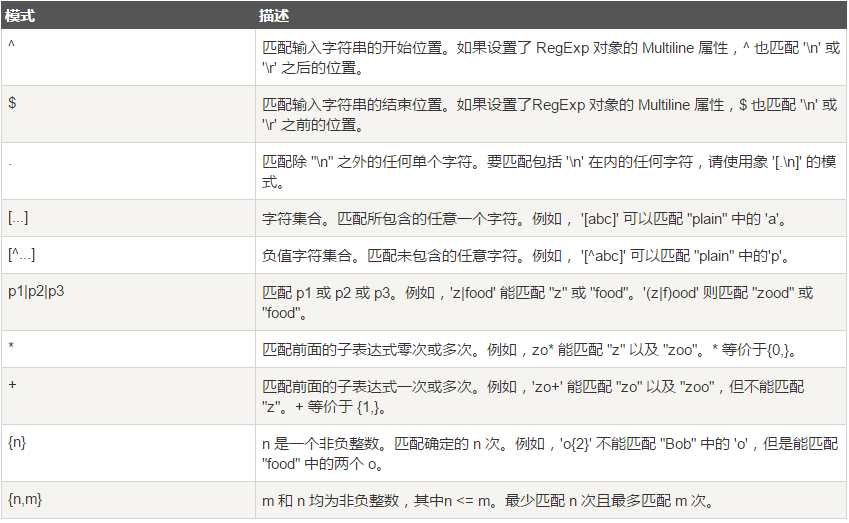 模式 描述
^ 匹配输入字符串的开始位置。如果设置了 RegExp 对象的 Multiline 属性，^ 也匹配 '\n' 或
'\r' 之后的位置。
$ 匹配输入字符串的结束位置。如果设置了RegExp 对象的 Multiline 属性，$ 也匹配 '\n' 或
'\r' 之前的位置。
. 匹配除 "\n" 之外的任何单个字符。要匹配包括 '\n' 在内的任何字符，请使用象 '[.\n]' 的模
式。
[...] 字符集合。匹配所包含的任意一个字符。例如， '[abc]' 可以匹配 "plain" 中的 'a'。
[^...] 负值字符集合。匹配未包含的任意字符。例如， '[^abc]' 可以匹配 "plain" 中的'p'。
p1|p2|p3 匹配 p1 或 p2 或 p3。例如，'z|food' 能匹配 "z" 或 "food"。'(z|f)ood' 则匹配 "zood" 或
"food"。
* 匹配前面的子表达式零次或多次。例如，zo* 能匹配 "z" 以及 "zoo"。* 等价于{0,}。
+ 匹配前面的子表达式一次或多次。例如，'zo+' 能匹配 "zo" 以及 "zoo"，但不能匹配
"z"。+ 等价于 {1,}。
{n} n 是一个非负整数。匹配确定的 n 次。例如，'o{2}' 不能匹配 "Bob" 中的 'o'，但是能匹配
"food" 中的两个 o。
{n,m} m 和 n 均为非负整数，其中n <= m。最少匹配 n 次且最多匹配 m 次。